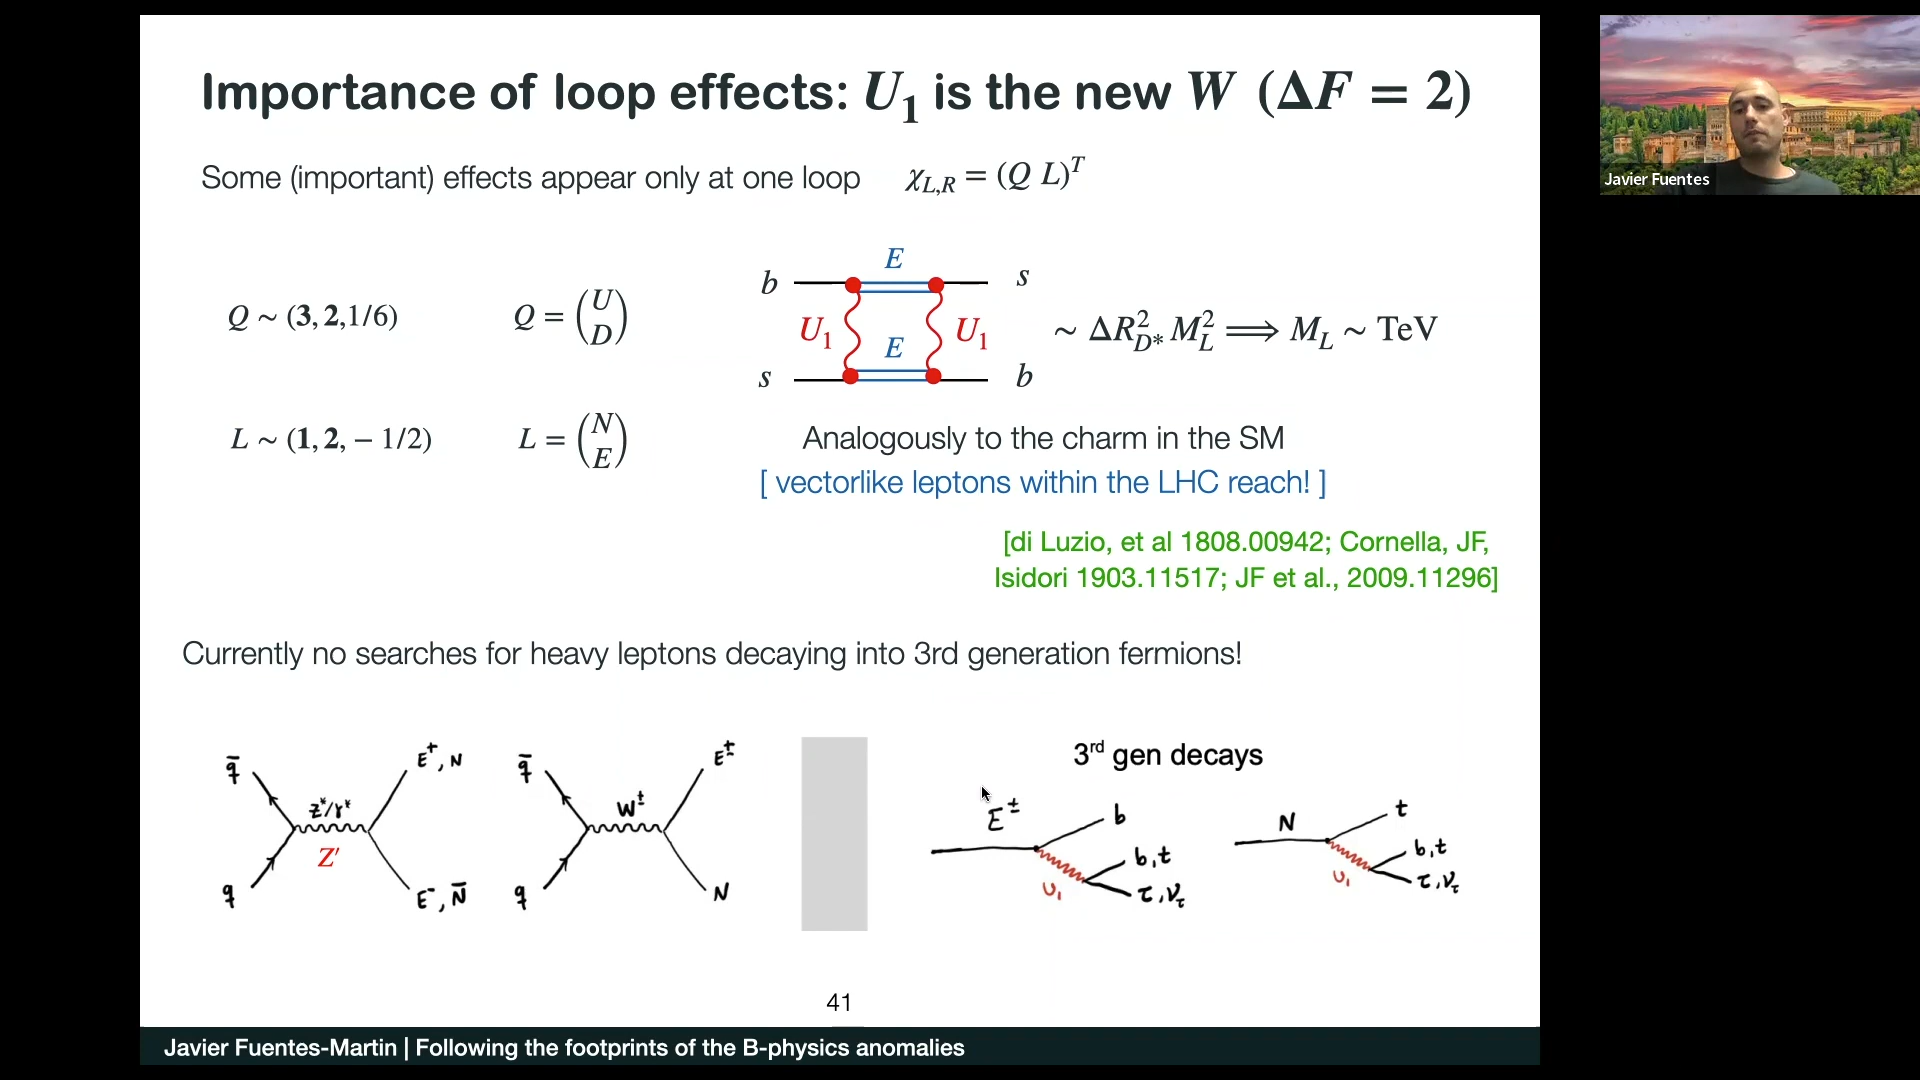 Importance of loop effects: U₁ is the new W (ΔF = 2)
Some (important) effects appear only at one loop χ_{L,R} = (Q L)^T
Q ∼ (3, 2, 1/6) Q = (U D)
b E s
U₁ E U₁
s b
∼ ΔR²_{D*} M²_L ⟹ M_L ∼ TeV
L ∼ (1, 2, − 1/2) L = (N E)
Analogously to the charm in the SM
[ vectorlike leptons within the LHC reach! ]
[di Luzio, et al 1808.00942; Cornella, JF,
Isidori 1903.11517; JF et al., 2009.11296]
Currently no searches for heavy leptons decaying into 3rd generation fermions!
q̄ E⁺, N
Z*/γ*
Z′
q E⁻, N̄
q̄ E^±
W^±
q N
3rd gen decays
E^± b
b,t
U₁ τ,ν_τ
N t
b,t
U₁ τ,ν_τ
41
Javier Fuentes-Martin | Following the footprints of the B-physics anomalies
Javier Fuentes